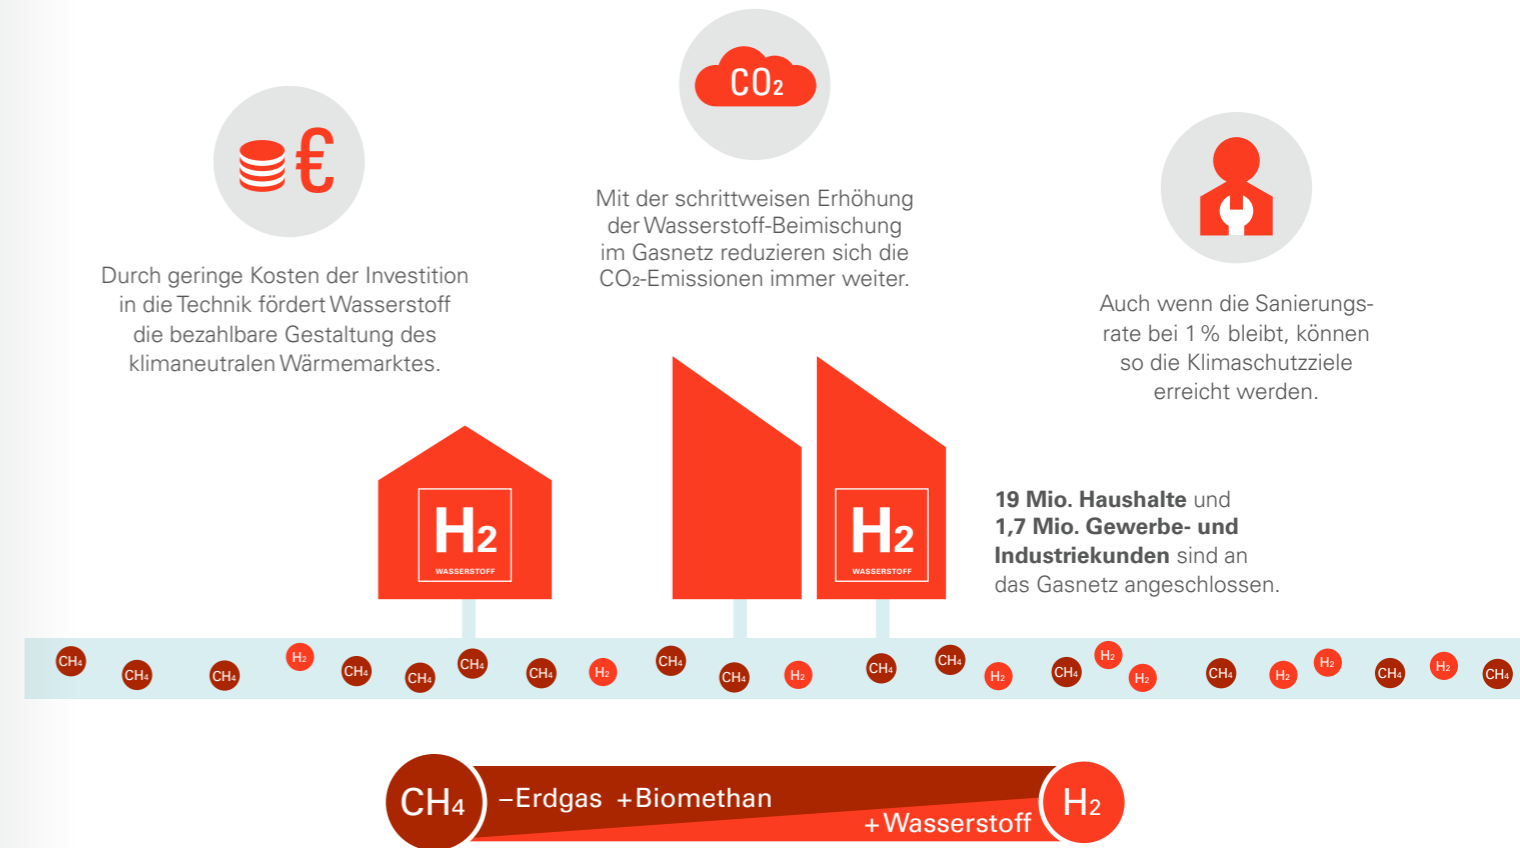 €
Durch geringe Kosten der Investition
in die Technik fördert Wasserstoff
die bezahlbare Gestaltung des
klimaneutralen Wärmemarktes.
CO₂
Mit der schrittweisen Erhöhung
der Wasserstoff-Beimischung
im Gasnetz reduzieren sich die
CO₂-Emissionen immer weiter.
Auch wenn die Sanierungs-
rate bei 1 % bleibt, können
so die Klimaschutzziele
erreicht werden.
H₂
WASSERSTOFF
H₂
WASSERSTOFF
19 Mio. Haushalte und
1,7 Mio. Gewerbe- und
Industriekunden sind an
das Gasnetz angeschlossen.
CH₄
CH₄
CH₄
H₂
CH₄
CH₄
CH₄
CH₄
H₂
CH₄
CH₄
H₂
CH₄
CH₄
H₂
CH₄
H₂
H₂
CH₄
H₂
H₂
CH₄
H₂
CH₄
CH₄
–Erdgas +Biomethan
+Wasserstoff
H₂